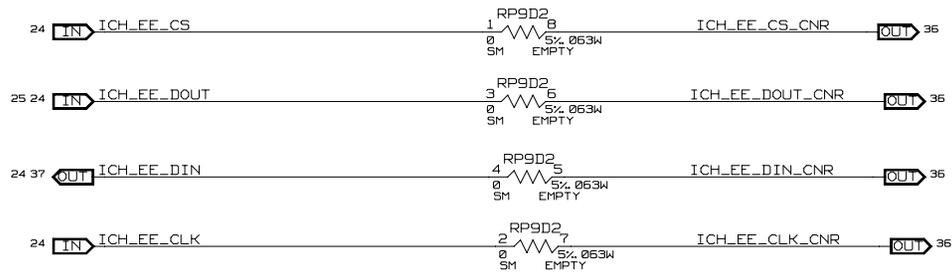 RP9D2
24 IN ICH_EE_CS 1 8 ICH_EE_CS_CNR OUT 36
0 5%.063W
SM EMPTY
RP9D2
25 24 IN ICH_EE_DOUT 3 6 ICH_EE_DOUT_CNR OUT 36
0 5%.063W
SM EMPTY
RP9D2
24 37 OUT ICH_EE_DIN 4 5 ICH_EE_DIN_CNR OUT 36
0 5%.063W
SM EMPTY
RP9D2
24 IN ICH_EE_CLK 2 7 ICH_EE_CLK_CNR OUT 36
0 5%.063W
SM EMPTY